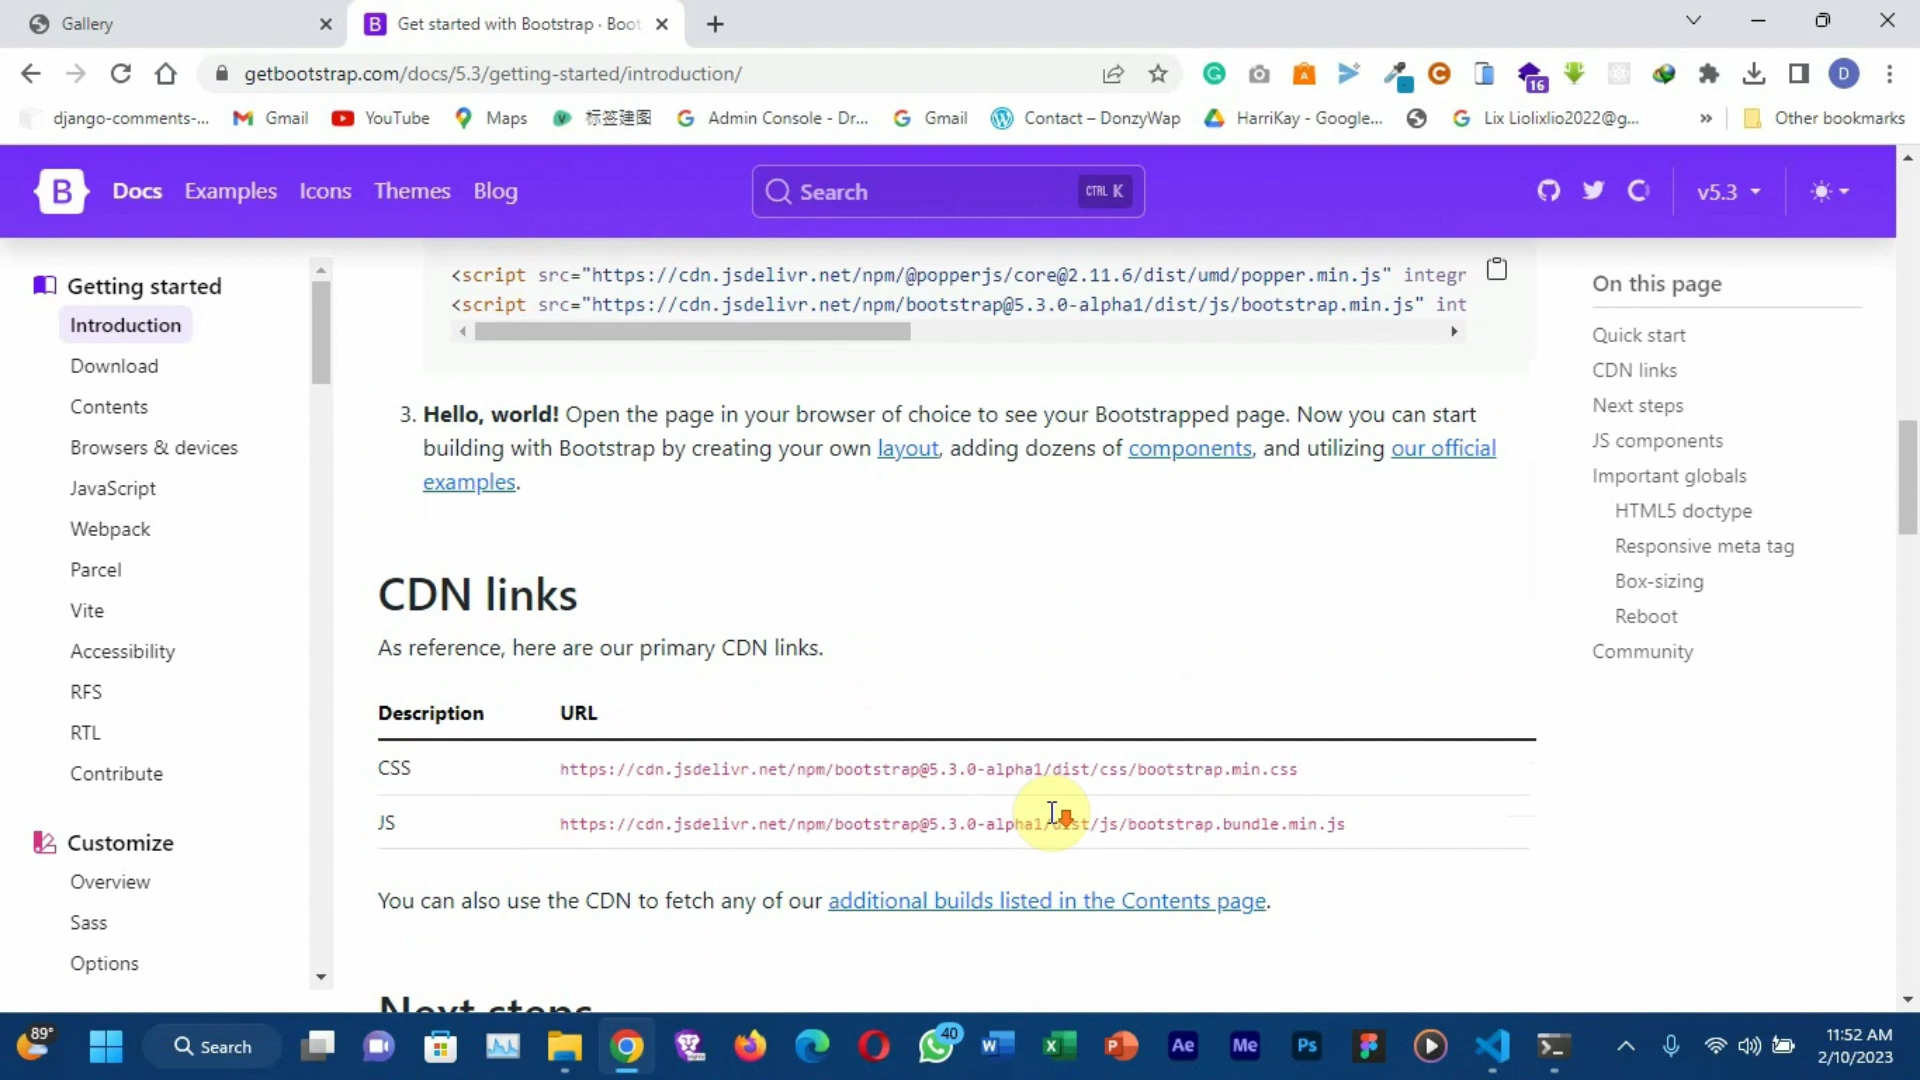 Gallery
Get started with Bootstrap · Boot
getbootstrap.com/docs/5.3/getting-started/introduction/
16
D
django-comments-...
Gmail
YouTube
Maps
标签建图
Admin Console - Dr...
Gmail
Contact – DonzyWap
HarriKay - Google...
Lix Liolixlio2022@g...
»
Other bookmarks
B
Docs
Examples
Icons
Themes
Blog
Search
CTRL K
v5.3
Getting started
Introduction
Download
Contents
Browsers & devices
JavaScript
Webpack
Parcel
Vite
Accessibility
RFS
RTL
Contribute
Customize
Overview
Sass
Options
<script src="https://cdn.jsdelivr.net/npm/@popperjs/core@2.11.6/dist/umd/popper.min.js" integr
<script src="https://cdn.jsdelivr.net/npm/bootstrap@5.3.0-alpha1/dist/js/bootstrap.min.js" int
3. Hello, world! Open the page in your browser of choice to see your Bootstrapped page. Now you can start
building with Bootstrap by creating your own layout, adding dozens of components, and utilizing our official
examples.
CDN links
As reference, here are our primary CDN links.
Description URL
CSS https://cdn.jsdelivr.net/npm/bootstrap@5.3.0-alpha1/dist/css/bootstrap.min.css
JS https://cdn.jsdelivr.net/npm/bootstrap@5.3.0-alpha1/dist/js/bootstrap.bundle.min.js
You can also use the CDN to fetch any of our additional builds listed in the Contents page.
Next steps
On this page
Quick start
CDN links
Next steps
JS components
Important globals
HTML5 doctype
Responsive meta tag
Box-sizing
Reboot
Community
89°
Search
40
Ae
Me
Ps
11:52 AM
2/10/2023